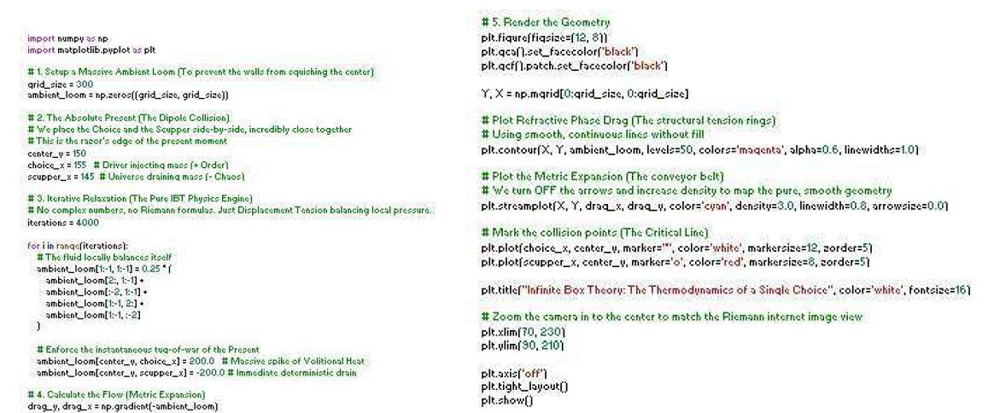 import numpy as np
import matplotlib.pyplot as plt

# 1. Setup a Massive Ambient Loom (To prevent the walls from squishing the center)
grid_size = 300
ambient_loom = np.zeros((grid_size, grid_size))

# 2. The Absolute Present (The Dipole Collision)
# We place the Choice and the Scupper side-by-side, incredibly close together
# This is the razor's edge of the present moment
center_y = 150
choice_x = 155  # Driver injecting mass (+ Order)
scupper_x = 145  # Universe draining mass (- Chaos)

# 3. Iterative Relaxation (The Pure IBT Physics Engine)
# No complex numbers, no Riemann formulas. Just Displacement Tension balancing local pressure.
iterations = 4000

for i in range(iterations):
    # The fluid locally balances itself
    ambient_loom[1:-1, 1:-1] = 0.25 * (
        ambient_loom[2:, 1:-1] +
        ambient_loom[:-2, 1:-1] +
        ambient_loom[1:-1, 2:] +
        ambient_loom[1:-1, :-2]
    )

    # Enforce the instantaneous tug-of-war of the Present
    ambient_loom[center_y, choice_x] = 200.0  # Massive spike of Volitional Heat
    ambient_loom[center_y, scupper_x] = -200.0 # Immediate deterministic drain

# 4. Calculate the Flow (Metric Expansion)
drag_y, drag_x = np.gradient(-ambient_loom)

# 5. Render the Geometry
plt.figure(figsize=(12, 8))
plt.gca().set_facecolor('black')
plt.gcf().patch.set_facecolor('black')

Y, X = np.mgrid[0:grid_size, 0:grid_size]

# Plot Refractive Phase Drag (The structural tension rings)
# Using smooth, continuous lines without fill
plt.contour(X, Y, ambient_loom, levels=50, colors='magenta', alpha=0.6, linewidths=1.0)

# Plot the Metric Expansion (The conveyor belt)
# We turn OFF the arrows and increase density to map the pure, smooth geometry
plt.streamplot(X, Y, drag_x, drag_y, color='cyan', density=3.0, linewidth=0.8, arrowsize=0.0)

# Mark the collision points (The Critical Line)
plt.plot(choice_x, center_y, marker='*', color='white', markersize=12, zorder=5)
plt.plot(scupper_x, center_y, marker='o', color='red', markersize=8, zorder=5)

plt.title("Infinite Box Theory: The Thermodynamics of a Single Choice", color='white', fontsize=16)

# Zoom the camera in to the center to match the Riemann internet image view
plt.xlim(70, 230)
plt.ylim(90, 210)

plt.axis('off')
plt.tight_layout()
plt.show()